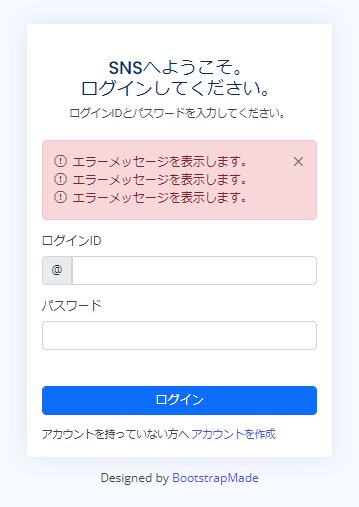 SNSへようこそ。
ログインしてください。
ログインIDとパスワードを入力してください。
エラーメッセージを表示します。
エラーメッセージを表示します。
エラーメッセージを表示します。
ログインID
@
パスワード
ログイン
アカウントを持っていない方へ アカウントを作成
Designed by BootstrapMade